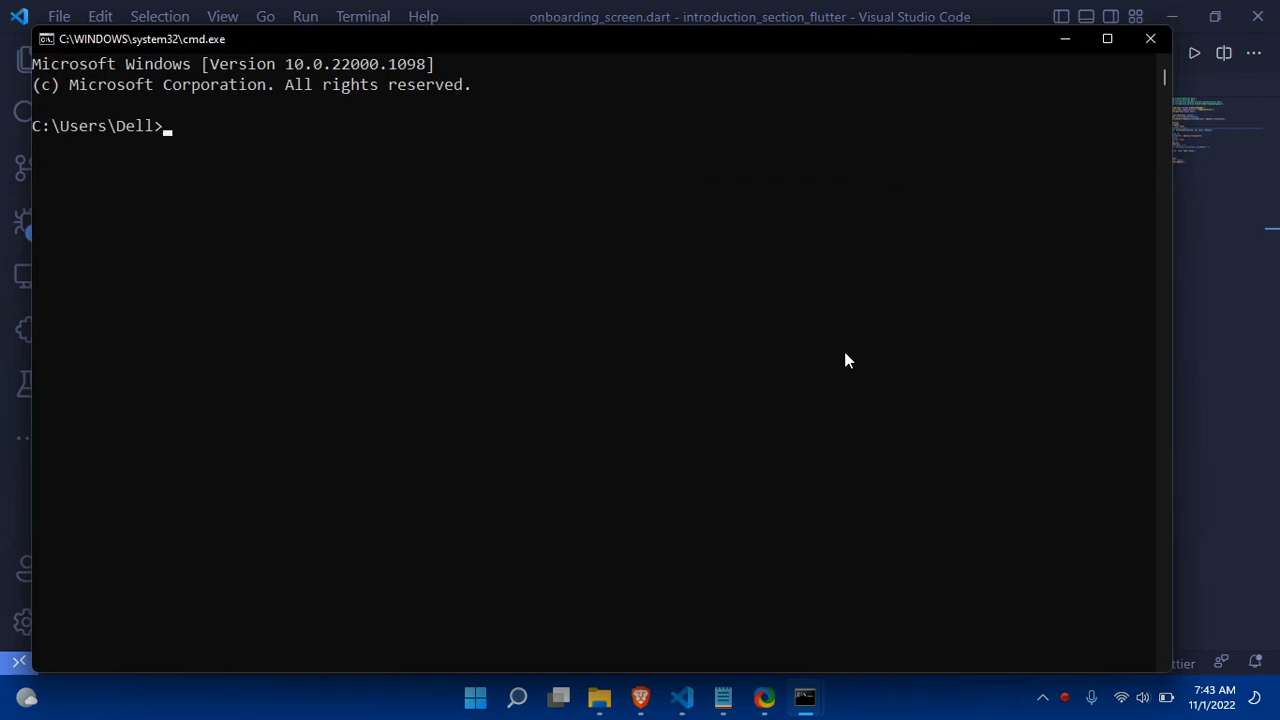 File Edit Selection View Go Run Terminal Help onboarding_screen.dart - introduction_section_flutter - Visual Studio Code
C:\WINDOWS\system32\cmd.exe
Microsoft Windows [Version 10.0.22000.1098]
(c) Microsoft Corporation. All rights reserved.
C:\Users\Dell>
ttier
7:43 AM
11/1/2022